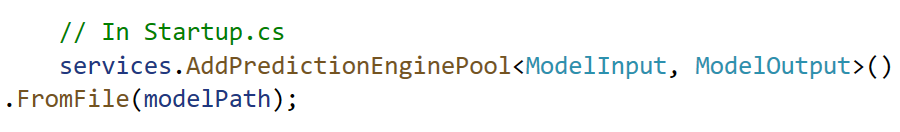 // In Startup.cs
services.AddPredictionEnginePool<ModelInput, ModelOutput>()
.FromFile(modelPath);